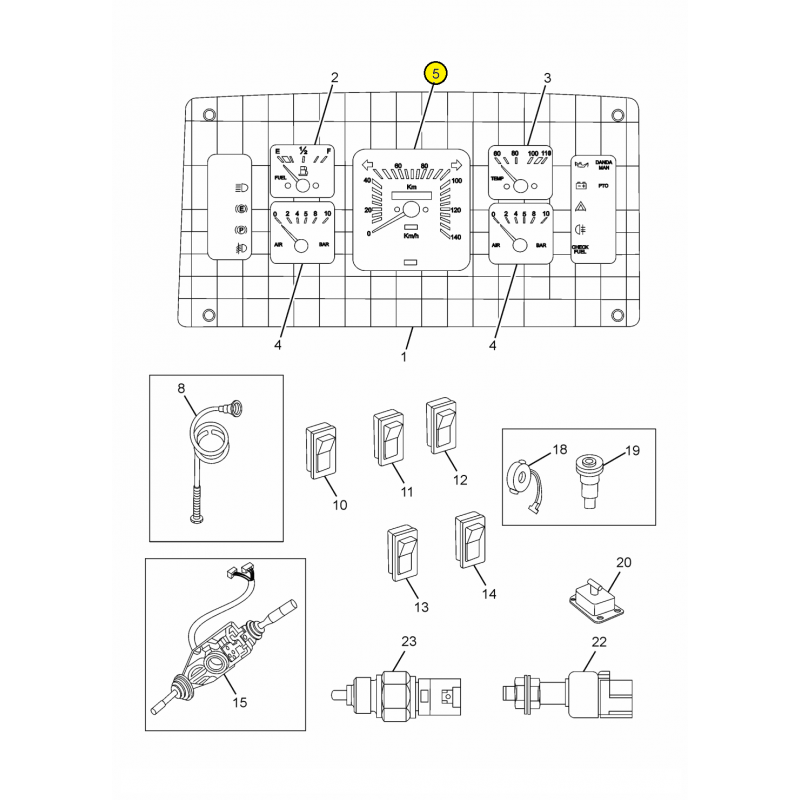 2
5
3
E ½ F
FUEL
0 2 4 5 8 10
AIR BAR
60 80
40 100
Km
20 120
Km/h
0 140
60 80 100 118
TEMP
0 2 4 5 8 10
AIR BAR
DANDA
MAN
PTO
CHECK
FUEL
E
P
4
1
4
8
10
11
12
18
19
13
14
20
15
23
22